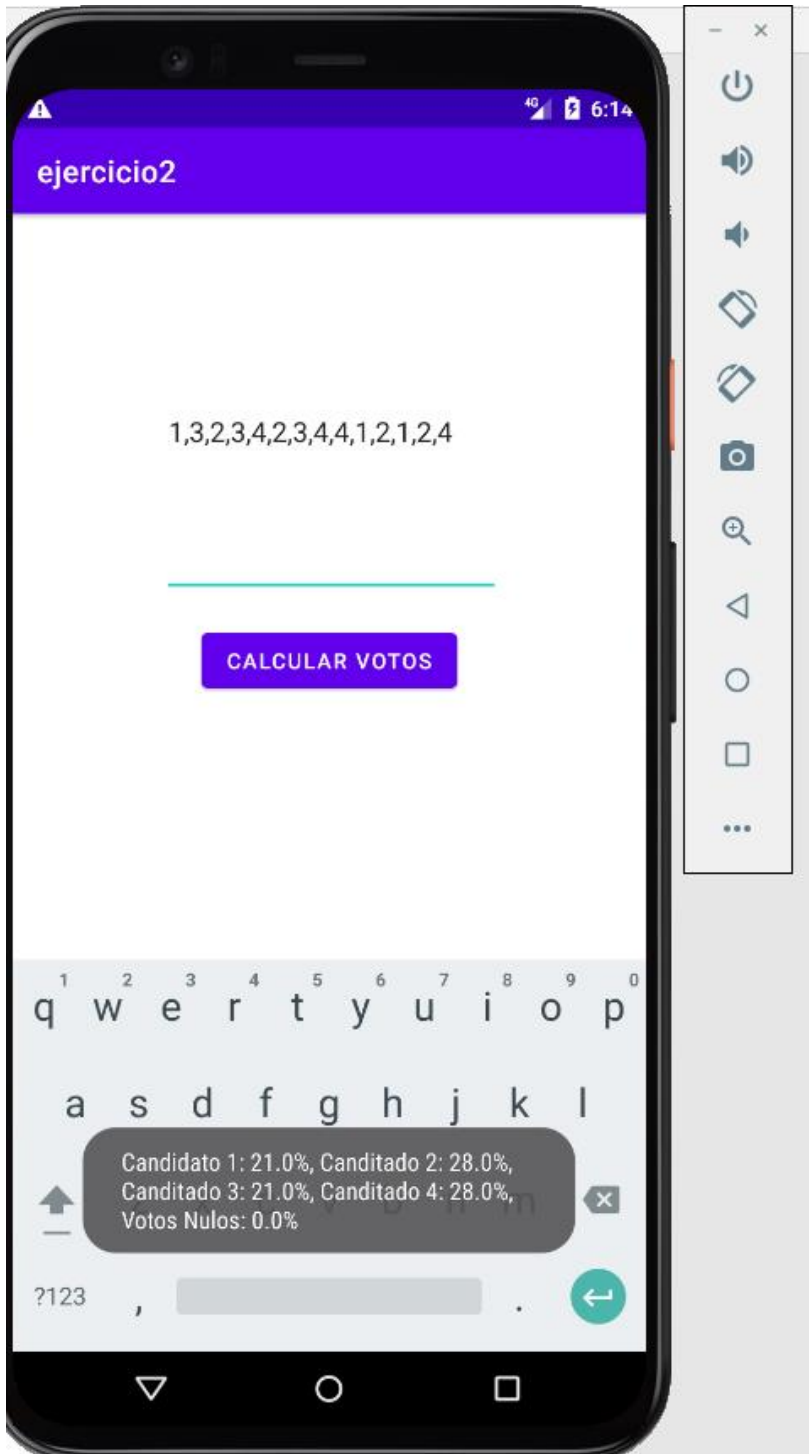 4G 6:14
ejercicio2
1,3,2,3,4,2,3,4,4,1,2,1,2,4
CALCULAR VOTOS
1 2 3 4 5 6 7 8 9 0
q w e r t y u i o p
a s d f g h j k l
Candidato 1: 21.0%, Canditado 2: 28.0%,
Canditado 3: 21.0%, Canditado 4: 28.0%,
Votos Nulos: 0.0%
?123 , .